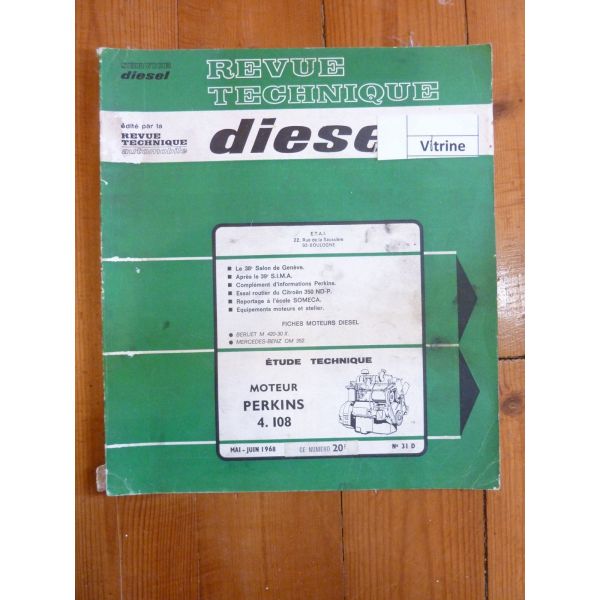 SERVICE
diesel
REVUE
TECHNIQUE
édité par la
REVUE
TECHNIQUE
automobile
diese
Vitrine
E.T.A.I.
22, Rue de la Saussière
92-BOULOGNE
Le 38e Salon de Genève.
Après le 39e S.I.M.A.
Complément d'informations Perkins.
Essai routier du Citroën 350 ND-P.
Reportage à l'école SOMECA.
Equipements moteurs et atelier.
FICHES MOTEURS DIESEL
BERLIET M 420-30 X.
MERCEDES-BENZ OM 352.
ÉTUDE TECHNIQUE
MOTEUR
PERKINS
4. 108
MAI - JUIN 1968 CE NUMERO 20F N° 31 D